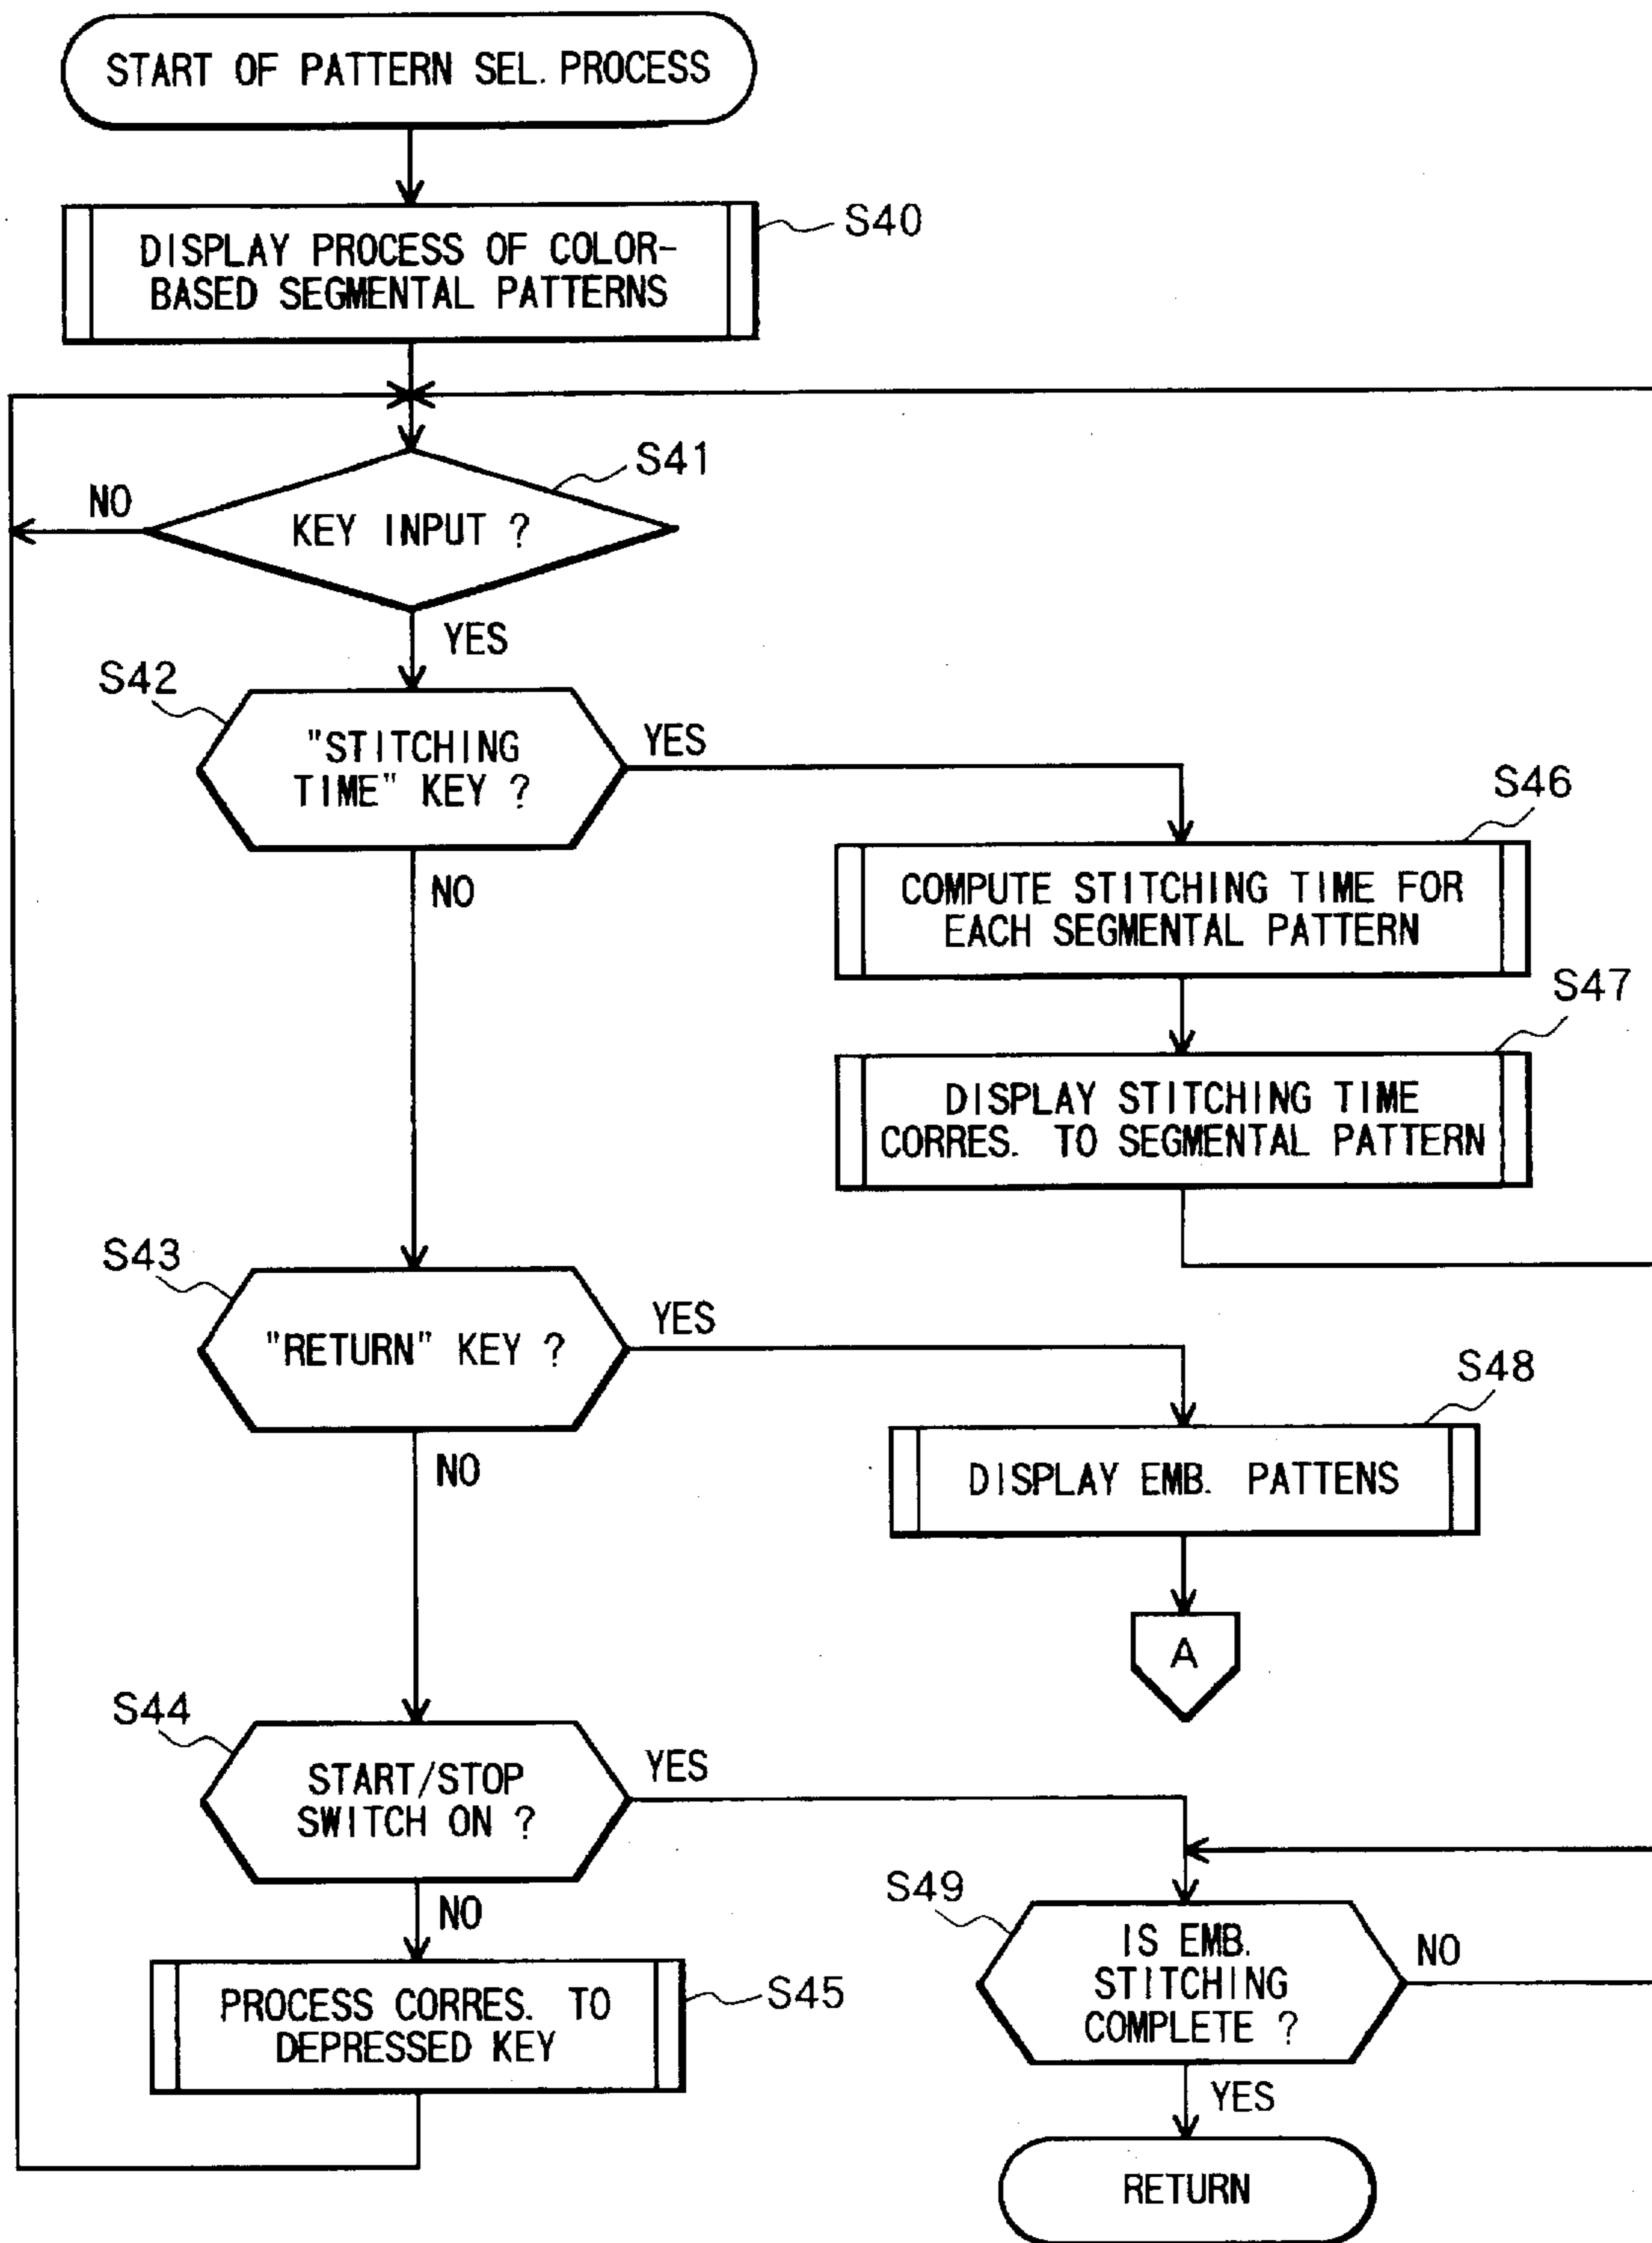 START OF PATTERN SEL. PROCESS
S40
DISPLAY PROCESS OF COLOR-
BASED SEGMENTAL PATTERNS
S41
NO
KEY INPUT ?
YES
S42
"STITCHING
TIME" KEY ?
YES
NO
S46
COMPUTE STITCHING TIME FOR
EACH SEGMENTAL PATTERN
S47
DISPLAY STITCHING TIME
CORRES. TO SEGMENTAL PATTERN
S43
"RETURN" KEY ?
YES
NO
S48
DISPLAY EMB. PATTENS
A
S44
START/STOP
SWITCH ON ?
YES
NO
S45
PROCESS CORRES. TO
DEPRESSED KEY
S49
IS EMB.
STITCHING
COMPLETE ?
NO
YES
RETURN